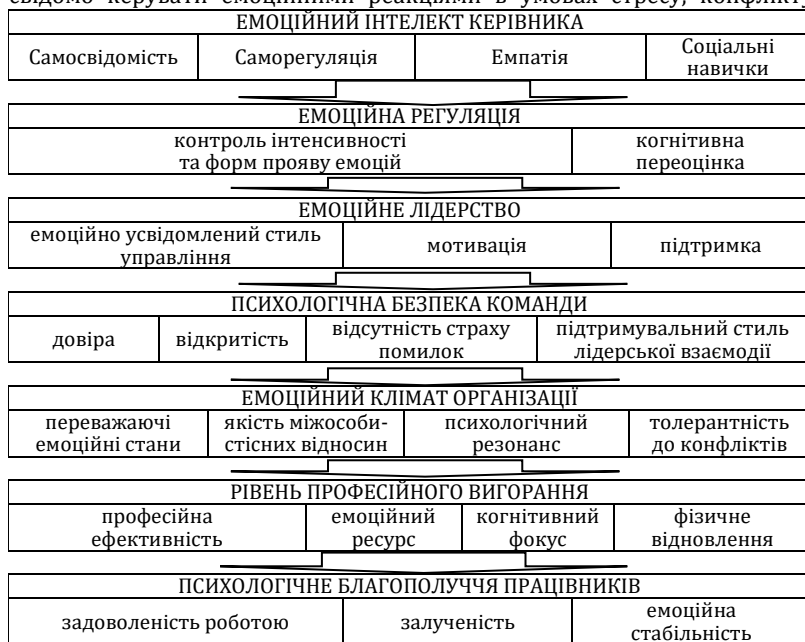 свідомо керувати емоційними реакціями в умовах стресу, конфлікту
ЕМОЦІЙНИЙ ІНТЕЛЕКТ КЕРІВНИКА
Самосвідомість Саморегуляція Емпатія Соціальні
навички
ЕМОЦІЙНА РЕГУЛЯЦІЯ
контроль інтенсивності
та форм прояву емоцій
когнітивна
переоцінка
ЕМОЦІЙНЕ ЛІДЕРСТВО
емоційно усвідомлений стиль
управління
мотивація
підтримка
ПСИХОЛОГІЧНА БЕЗПЕКА КОМАНДИ
довіра
відкритість
відсутність страху
помилок
підтримувальний стиль
лідерської взаємодії
ЕМОЦІЙНИЙ КЛІМАТ ОРГАНІЗАЦІЇ
переважаючі
емоційні стани
якість міжособи-
стісних відносин
психологічний
резонанс
толерантність
до конфліктів
РІВЕНЬ ПРОФЕСІЙНОГО ВИГОРАННЯ
професійна
ефективність
емоційний
ресурс
когнітивний
фокус
фізичне
відновлення
ПСИХОЛОГІЧНЕ БЛАГОПОЛУЧЧЯ ПРАЦІВНИКІВ
задоволеність роботою
залученість
емоційна
стабільність